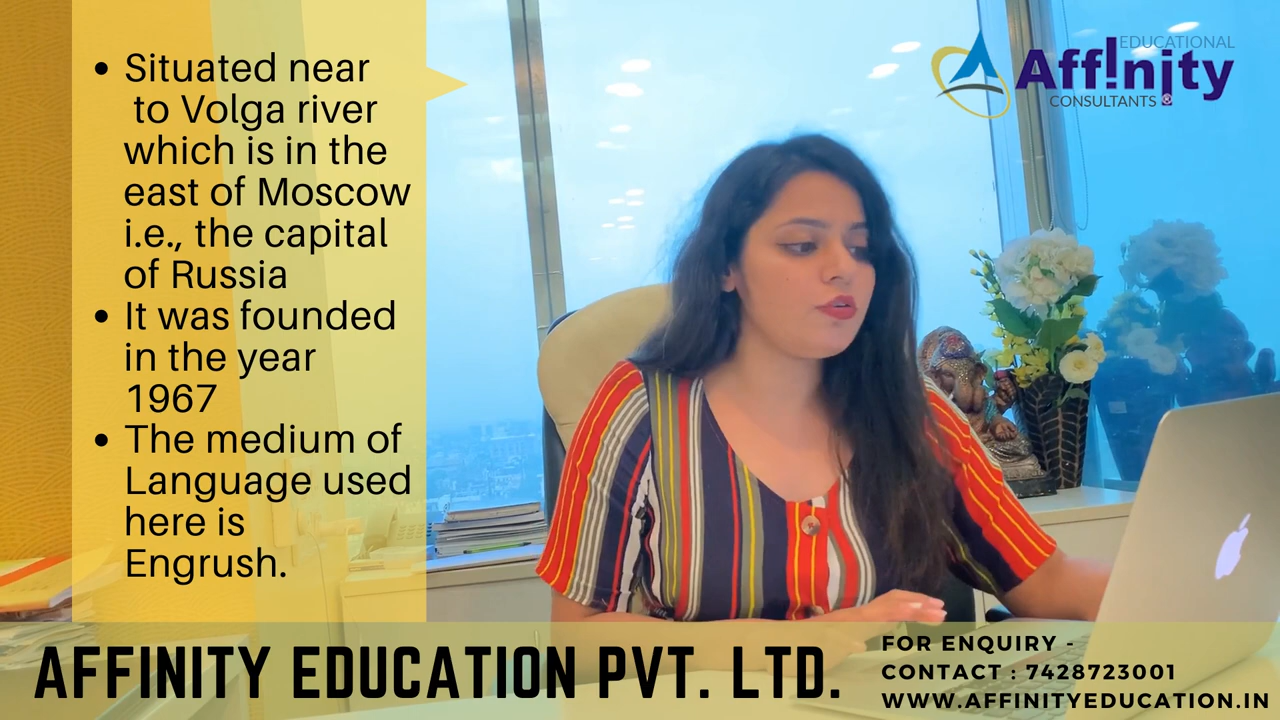 • Situated near
to Volga river
which is in the
east of Moscow
i.e., the capital
of Russia
• It was founded
in the year
1967
• The medium of
Language used
here is
Engrush.
EDUCATIONAL
Aff!nity
CONSULTANTS
AFFINITY EDUCATION PVT. LTD.
FOR ENQUIRY -
CONTACT : 7428723001
WWW.AFFINITYEDUCATION.IN